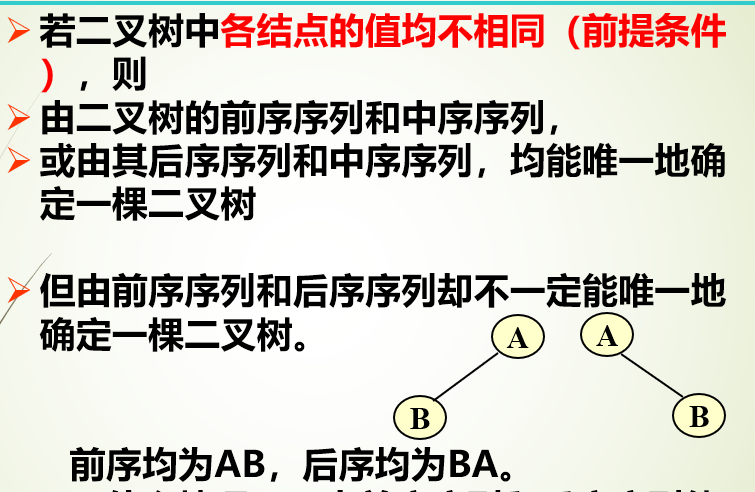 若二叉树中各结点的值均不相同（前提条件
），则
由二叉树的前序序列和中序序列，
或由其后序序列和中序序列，均能唯一地确
定一棵二叉树
但由前序序列和后序序列却不一定能唯一地
确定一棵二叉树。
A A
B B
前序均为AB，后序均为BA。